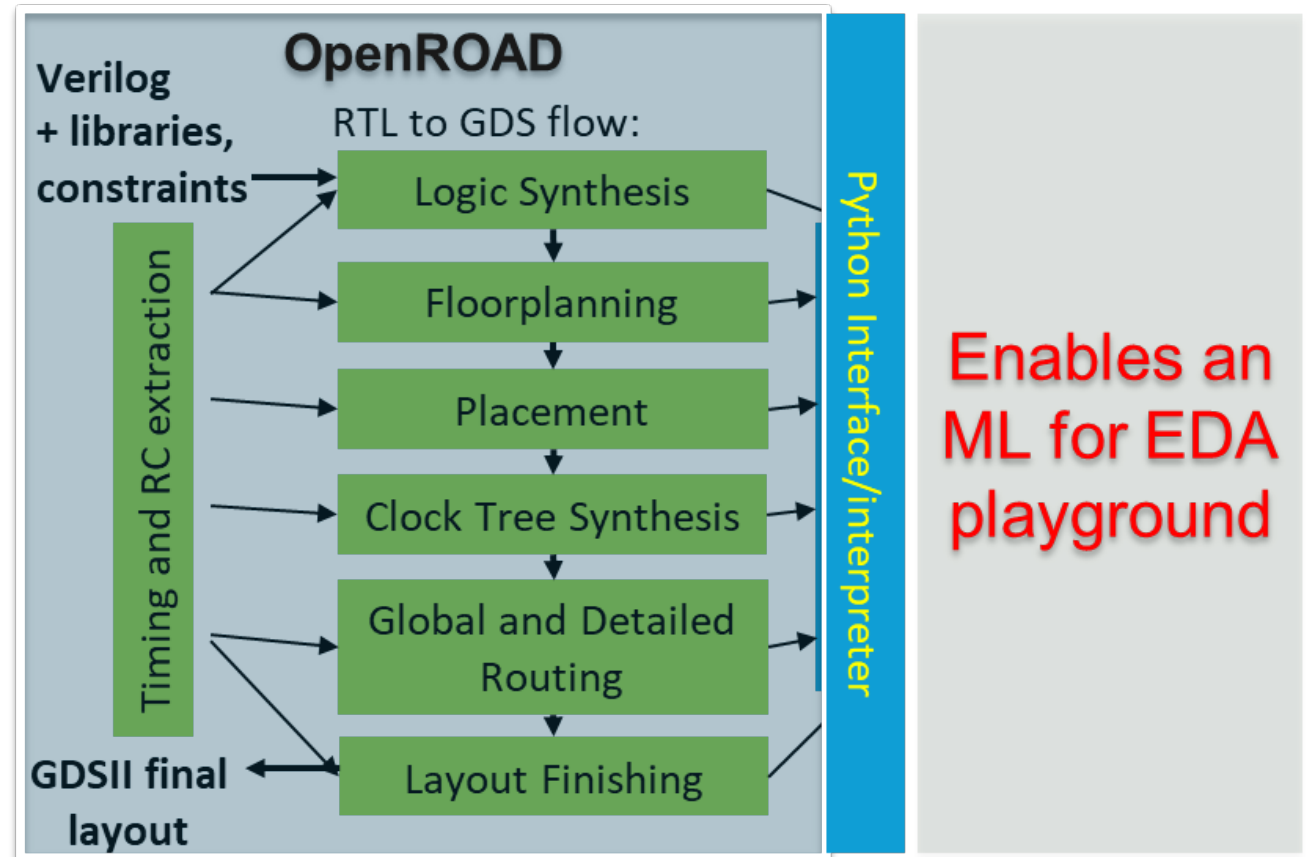 OpenROAD
Verilog
+ libraries,
constraints
RTL to GDS flow:
Logic Synthesis
Floorplanning
Placement
Clock Tree Synthesis
Global and Detailed
Routing
Layout Finishing
Timing and RC extraction
GDSII final
layout
Python Interface/interpreter
Enables an
ML for EDA
playground